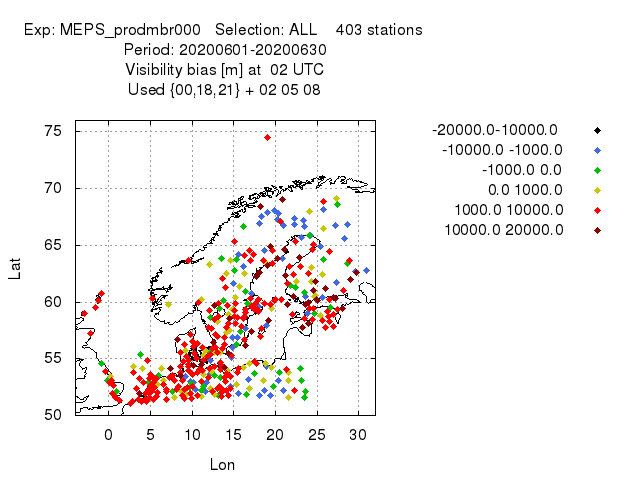 Exp: MEPS_prodmbr000 Selection: ALL 403 stations
Period: 20200601-20200630
Visibility bias [m] at 02 UTC
Used {00,18,21} + 02 05 08
-20000.0-10000.0
-10000.0 -1000.0
-1000.0 0.0
0.0 1000.0
1000.0 10000.0
10000.0 20000.0
75
70
65
60
55
50
Lat
0 5 10 15 20 25 30
Lon